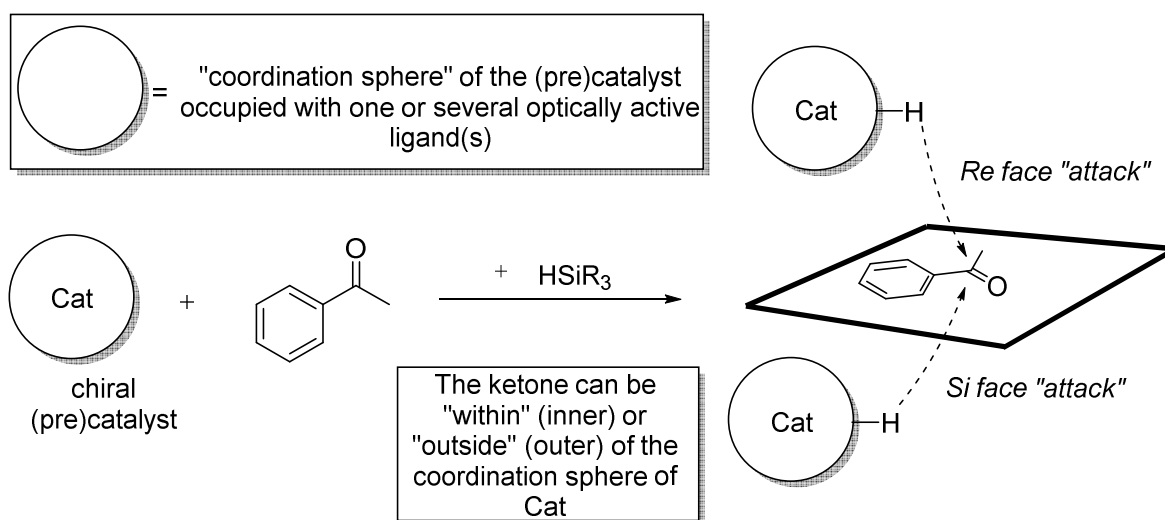 =
"coordination sphere" of the (pre)catalyst
occupied with one or several optically active
ligand(s)
Cat
H
Re face "attack"
O
Cat
+
+
HSiR3
O
chiral
(pre)catalyst
The ketone can be
"within" (inner) or
"outside" (outer) of the
coordination sphere of
Cat
Si face "attack"
Cat
H